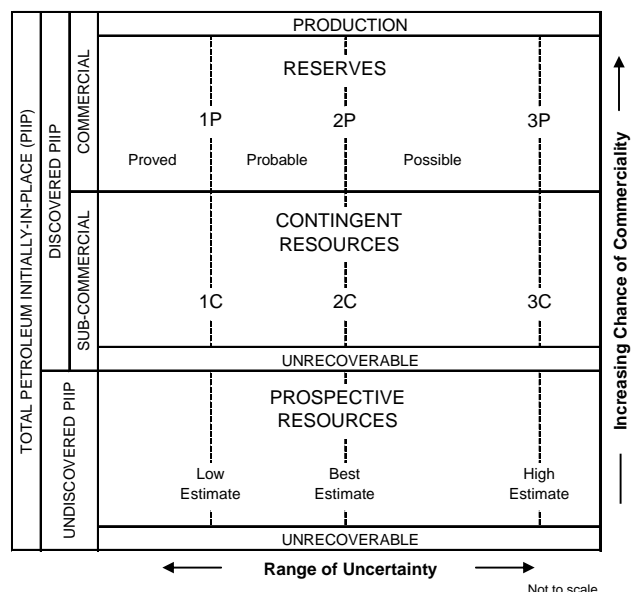 PRODUCTION
RESERVES
1P 2P 3P
Proved Probable Possible
CONTINGENT
RESOURCES
1C 2C 3C
UNRECOVERABLE
PROSPECTIVE
RESOURCES
Low Best High
Estimate Estimate Estimate
UNRECOVERABLE
TOTAL PETROLEUM INITIALLY-IN-PLACE (PIIP)
DISCOVERED PIIP
UNDISCOVERED PIIP
COMMERCIAL
SUB-COMMERCIAL
Increasing Chance of Commerciality
Range of Uncertainty
Not to scale